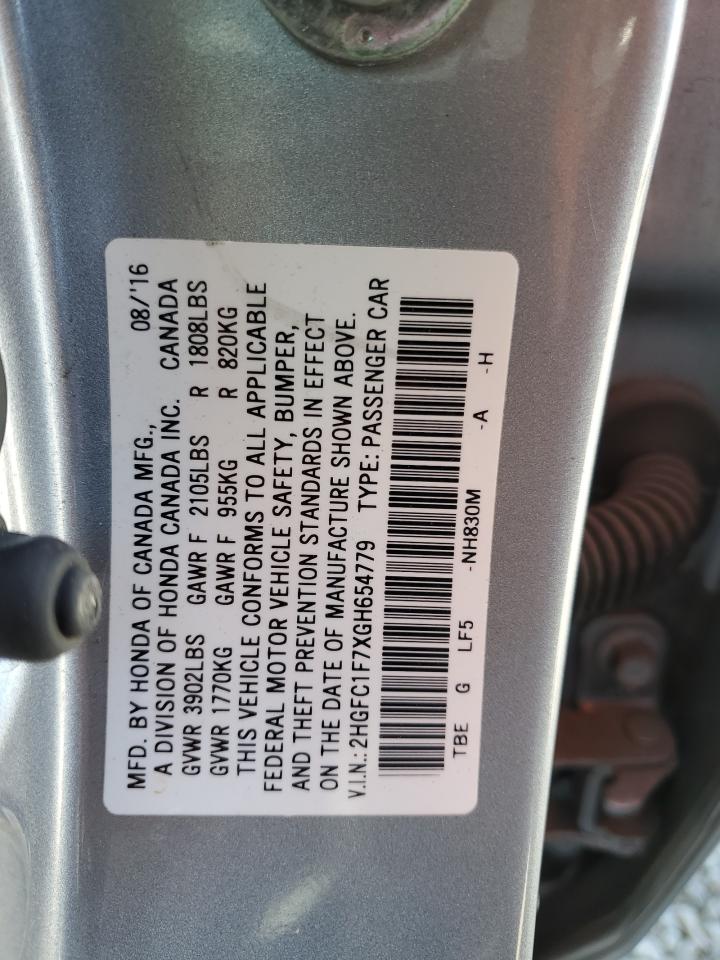 MFD. BY HONDA OF CANADA MFG., 08/'16
A DIVISION OF HONDA CANADA INC. CANADA
GVWR 3902LBS GAWR F 2105LBS R 1808LBS
GVWR 1770KG GAWR F 955KG R 820KG
THIS VEHICLE CONFORMS TO ALL APPLICABLE
FEDERAL MOTOR VEHICLE SAFETY, BUMPER,
AND THEFT PREVENTION STANDARDS IN EFFECT
ON THE DATE OF MANUFACTURE SHOWN ABOVE.
V.I.N.: 2HGFC1F7XGH654779 TYPE: PASSENGER CAR
TBE G LF5 -NH830M -A -H